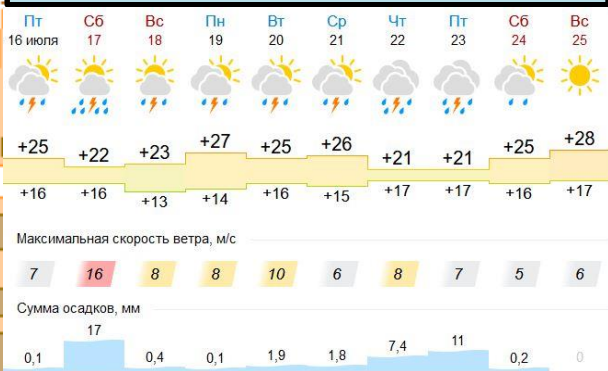 Пт Сб Вс Пн Вт Ср Чт Пт Сб Вс
16 июля 17 18 19 20 21 22 23 24 25
+25 +22 +23 +27 +25 +26 +21 +21 +25 +28
+16 +16 +13 +14 +16 +15 +17 +17 +16 +17
Максимальная скорость ветра, м/с
7 16 8 8 10 6 8 7 5 6
Сумма осадков, мм
0,1 17 0,4 0,1 1,9 1,8 7,4 11 0,2 0